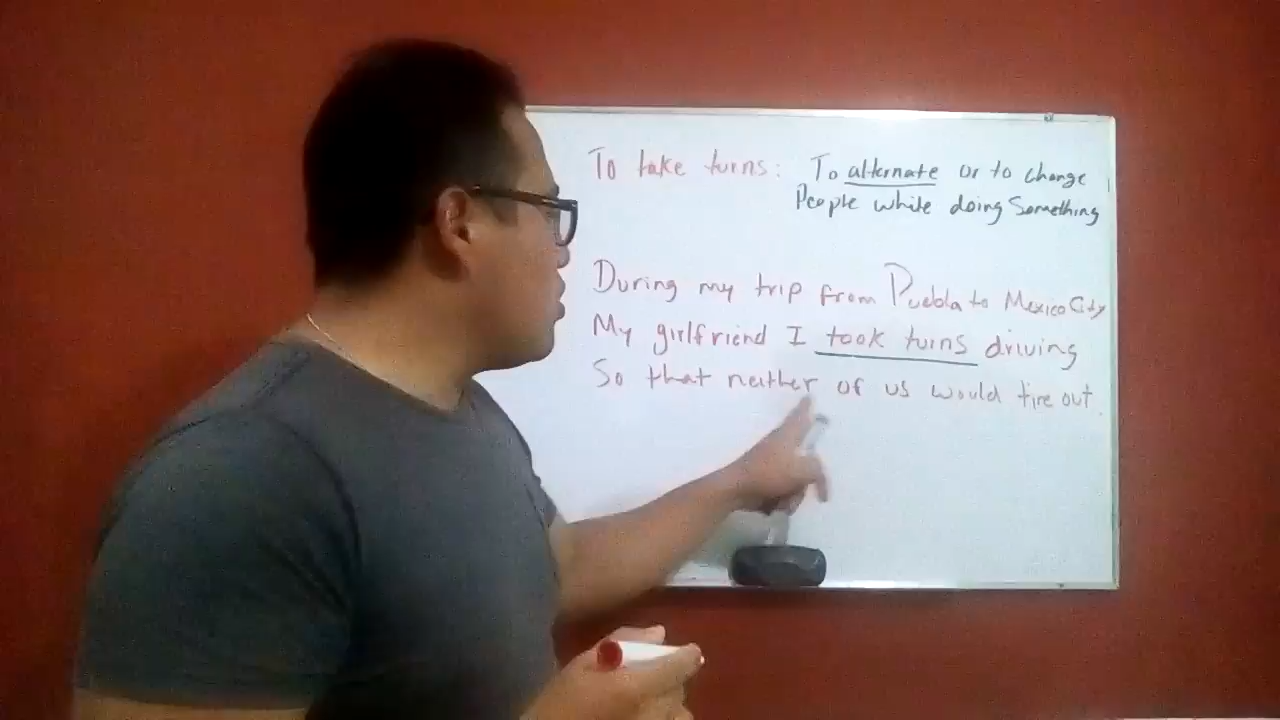 To take turns: To alternate or to change
People while doing Something
During my trip from Puebla to Mexico City
My girlfriend I took turns driving
So that neither of us would tire out.